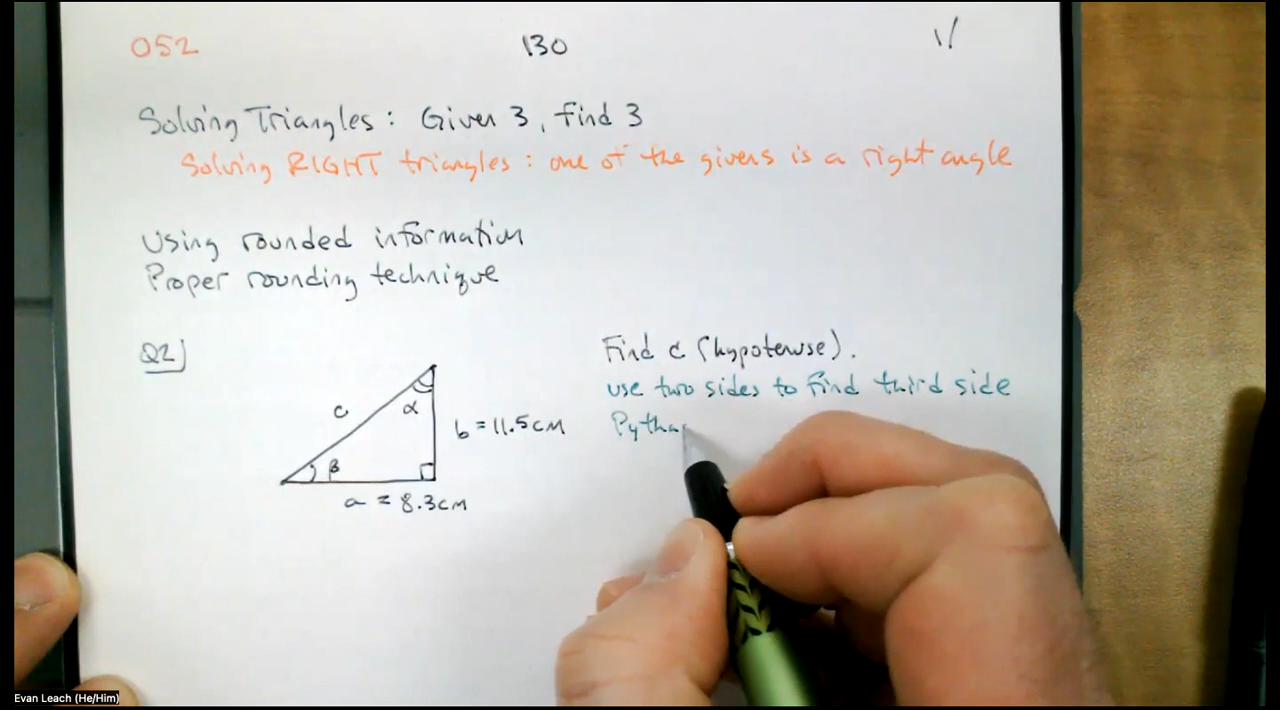 052
130
1/
Solving Triangles: Given 3, find 3
Solving RIGHT triangles: one of the givens is a right angle
Using rounded information
Proper rounding technique
Q2)
Find c (hypotenuse).
use two sides to find third side
Pytha
c
α
b = 11.5cm
β
a = 8.3cm
Evan Leach (He/Him)